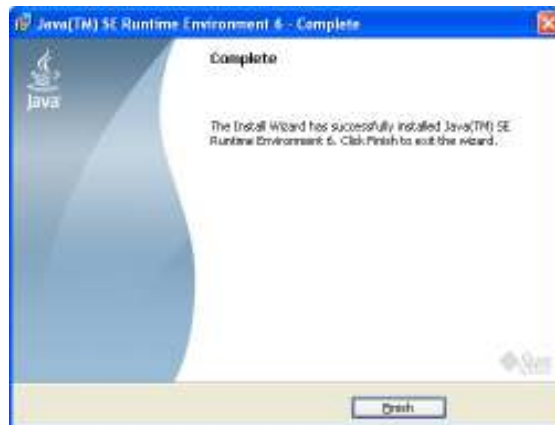 Java(TM) SE Runtime Environment 6 - Complete
Java
Complete
The Install Wizard has successfully installed Java(TM) SE
Runtime Environment 6. Click Finish to exit the wizard.
Sun
Finish